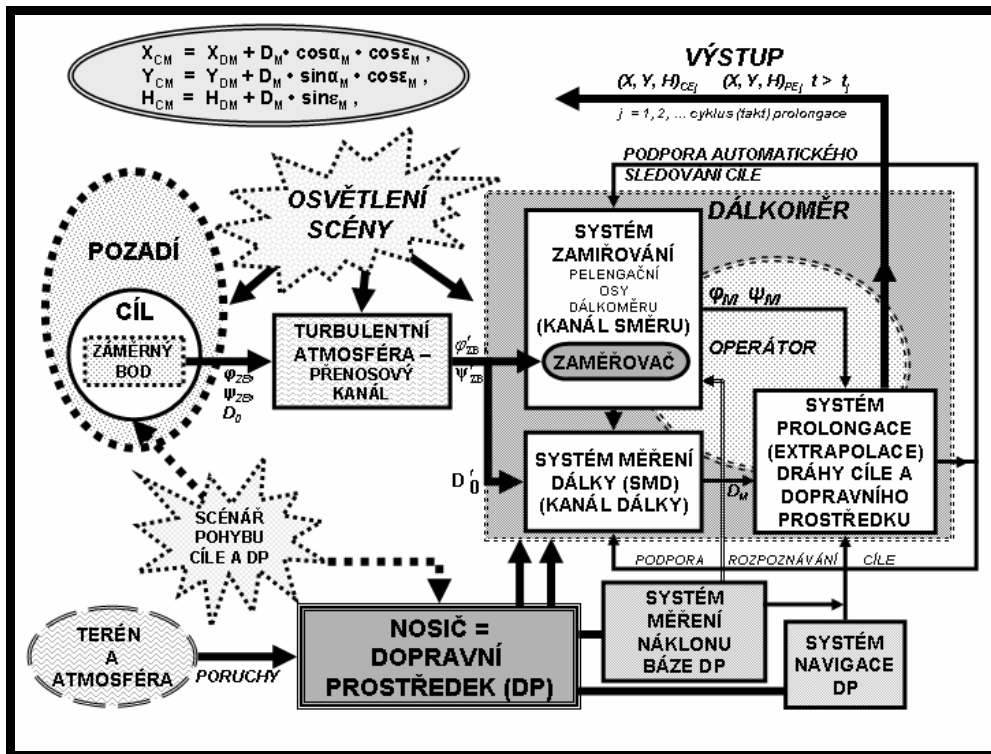 X_CM = X_DM + D_M • cosα_M • cosε_M ,
Y_CM = Y_DM + D_M • sinα_M • cosε_M ,
H_CM = H_DM + D_M • sinε_M ,
VÝSTUP
(X, Y, H)_CEj (X, Y, H)_PEj t > t_j
j = 1, 2, ... cyklus (takt) prolongace
PODPORA AUTOMATICKÉHO
SLEDOVÁNÍ CÍLE
OSVĚTLENÍ
SCÉNY
DÁLKOMĚR
POZADÍ
CÍL
ZÁMĚRNÝ
BOD
φ_ZB,
ψ_ZB,
D_0
TURBULENTNÍ
ATMOSFÉRA –
PŘENOSOVÝ
KANÁL
φ'_ZB
ψ'_ZB
D'_0
SYSTÉM
ZAMIŘOVÁNÍ
PELENGAČNÍ
OSY
DÁLKOMĚRU
(KANÁL SMĚRU)
ZAMĚŘOVAČ
φ_M ψ_M
OPERÁTOR
SYSTÉM MĚŘENÍ
DÁLKY (SMD)
(KANÁL DÁLKY)
D_M
SYSTÉM
PROLONGACE
(EXTRAPOLACE)
DRÁHY CÍLE A
DOPRAVNÍHO
PROSTŘEDKU
SCÉNÁŘ
POHYBU
CÍLE A DP
PODPORA ROZPOZNÁVÁNÍ CÍLE
TERÉN
A
ATMOSFÉRA
PORUCHY
NOSIČ =
DOPRAVNÍ
PROSTŘEDEK (DP)
SYSTÉM
MĚŘENÍ
NÁKLONU
BÁZE DP
SYSTÉM
NAVIGACE
DP